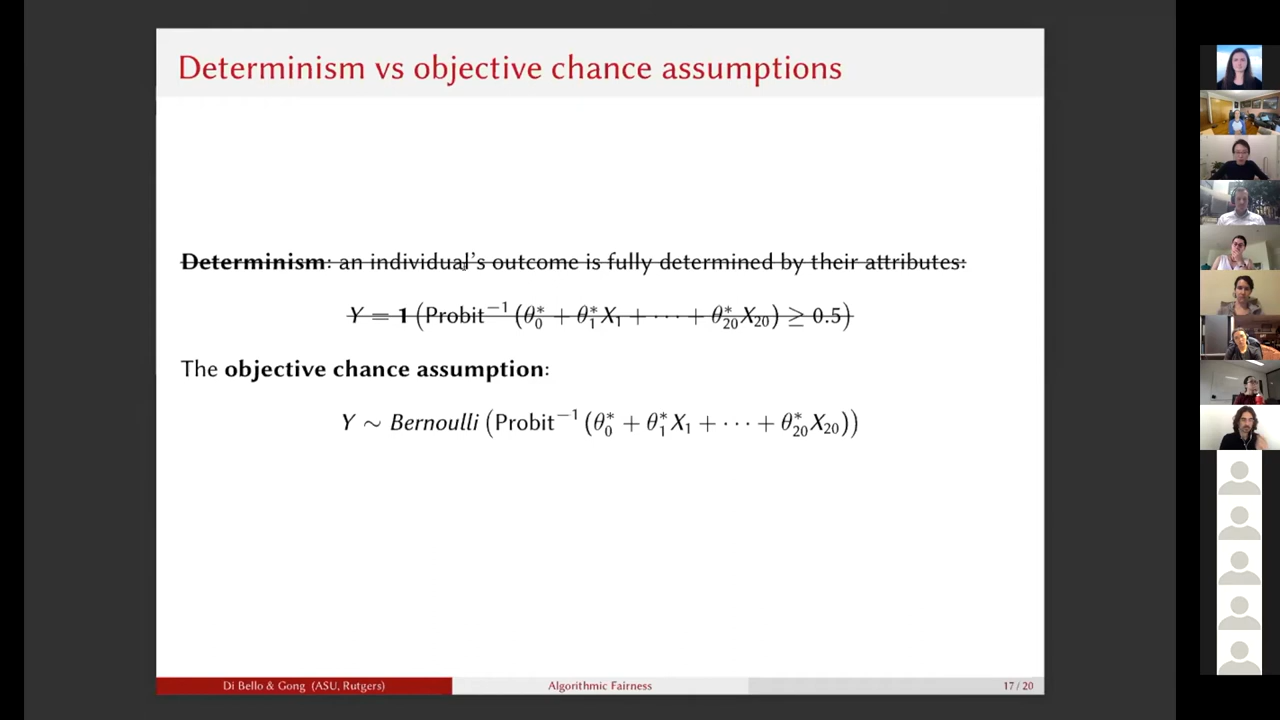 Determinism vs objective chance assumptions
Determinism: an individual's outcome is fully determined by their attributes:
Y = 1 (Probit⁻¹ (θ₀* + θ₁*X₁ + ⋯ + θ₂₀*X₂₀) ≥ 0.5)
The objective chance assumption:
Y ∼ Bernoulli (Probit⁻¹ (θ₀* + θ₁*X₁ + ⋯ + θ₂₀*X₂₀))
Di Bello & Gong (ASU, Rutgers) Algorithmic Fairness 17 / 20